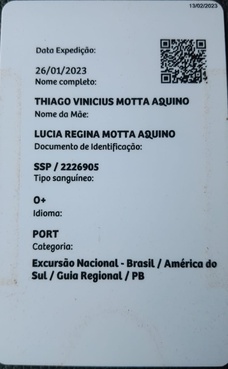 13/02/2023
Data Expedição:
26/01/2023
Nome completo:
THIAGO VINICIUS MOTTA AQUINO
Nome da Mãe:
LUCIA REGINA MOTTA AQUINO
Documento de Identificação:
SSP / 2226905
Tipo sanguíneo:
O+
Idioma:
PORT
Categoria:
Excursão Nacional - Brasil / América do
Sul / Guia Regional / PB